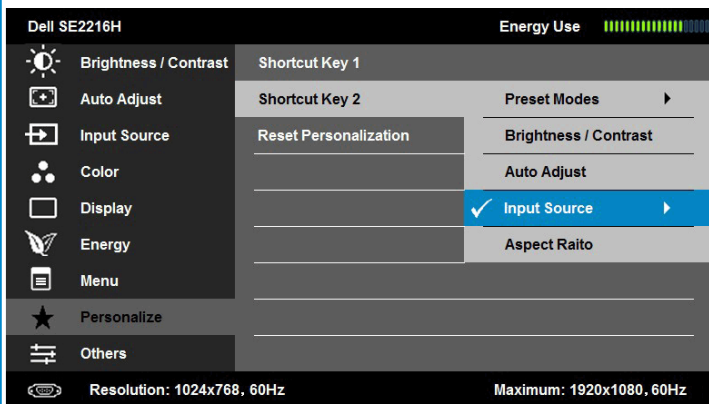 Dell SE2216H Energy Use
Brightness / Contrast Shortcut Key 1
Auto Adjust Shortcut Key 2 Preset Modes
Input Source Reset Personalization Brightness / Contrast
Color Auto Adjust
Display Input Source
Energy Aspect Raito
Menu
Personalize
Others
Resolution: 1024x768, 60Hz Maximum: 1920x1080, 60Hz